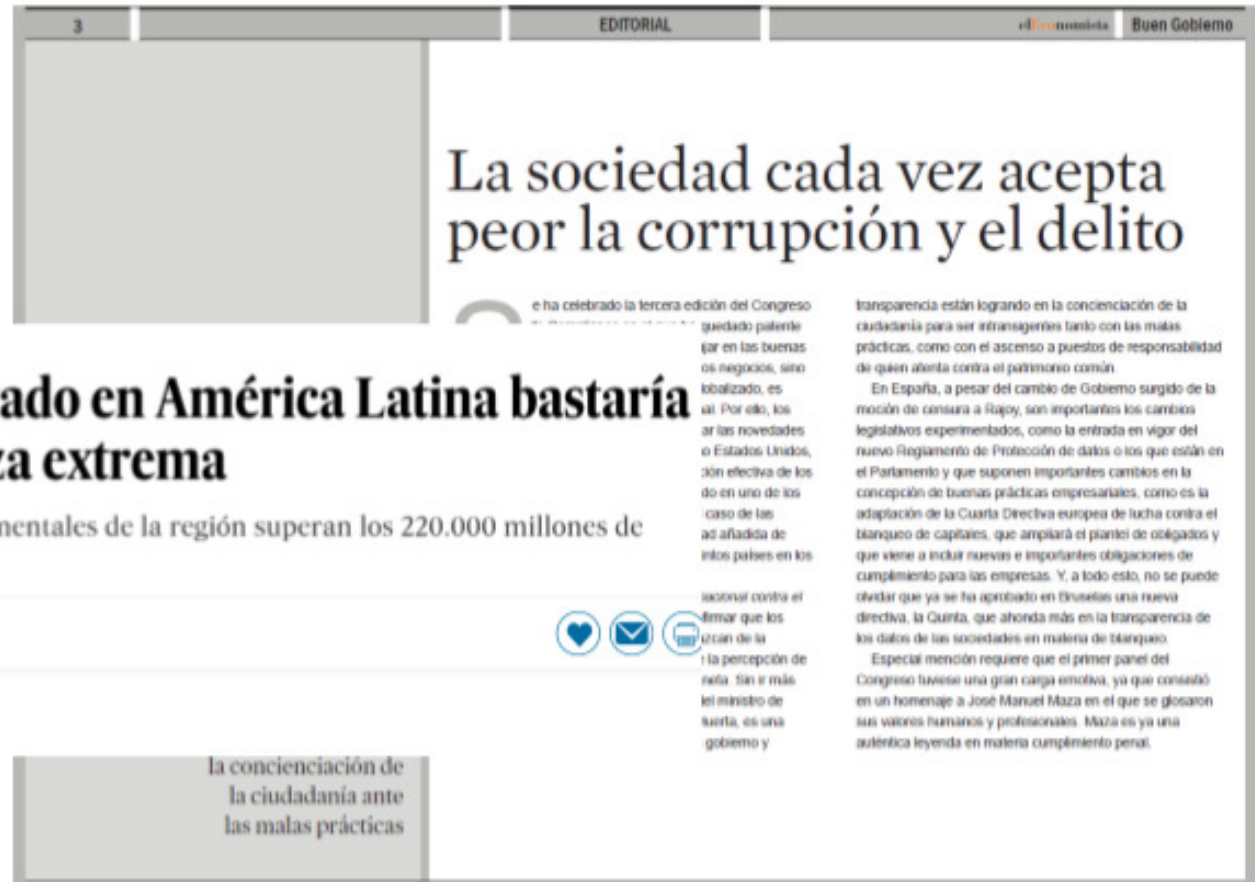 3
EDITORIAL
elEconomista
Buen Gobierno
La sociedad cada vez acepta
peor la corrupción y el delito
e ha celebrado la tercera edición del Congreso
quedado patente
jar en las buenas
os negocios, sino
lobalizado, es
al. Por ello, los
ar las novedades
o Estados Unidos,
ción efectiva de los
do en uno de los
caso de las
ad añadida de
intos países en los
nacional contra el
firmar que los
uzcan de la
la percepción de
neta. Sin ir más
del ministro de
Huerta, es una
gobierno y
transparencia están logrando en la concienciación de la
ciudadanía para ser intransigentes tanto con las malas
prácticas, como con el ascenso a puestos de responsabilidad
de quien atenta contra el patrimonio común.
En España, a pesar del cambio de Gobierno surgido de la
moción de censura a Rajoy, son importantes los cambios
legislativos experimentados, como la entrada en vigor del
nuevo Reglamento de Protección de datos o los que están en
el Parlamento y que suponen importantes cambios en la
concepción de buenas prácticas empresariales, como es la
adaptación de la Cuarta Directiva europea de lucha contra el
blanqueo de capitales, que ampliará el plantel de obligados y
que viene a incluir nuevas e importantes obligaciones de
cumplimiento para las empresas. Y, a todo esto, no se puede
olvidar que ya se ha aprobado en Bruselas una nueva
directiva, la Quinta, que ahonda más en la transparencia de
los datos de las sociedades en materia de blanqueo.
Especial mención requiere que el primer panel del
Congreso tuviese una gran carga emotiva, ya que consistió
en un homenaje a José Manuel Maza en el que se glosaron
sus valores humanos y profesionales. Maza es ya una
auténtica leyenda en materia cumplimiento penal.
ado en América Latina bastaría
za extrema
mentales de la región superan los 220.000 millones de
la concienciación de
la ciudadanía ante
las malas prácticas